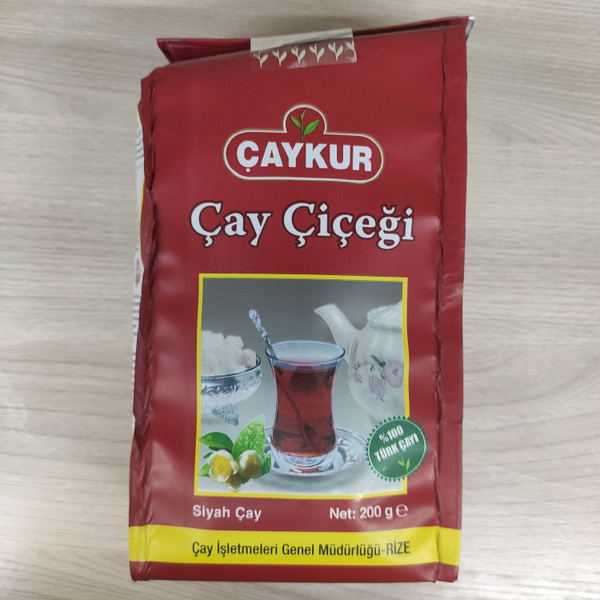 ÇAYKUR
Çay Çiçeği
%100
TÜRK ÇAYI
Siyah Çay Net: 200 g ℮
Çay İşletmeleri Genel Müdürlüğü-RİZE